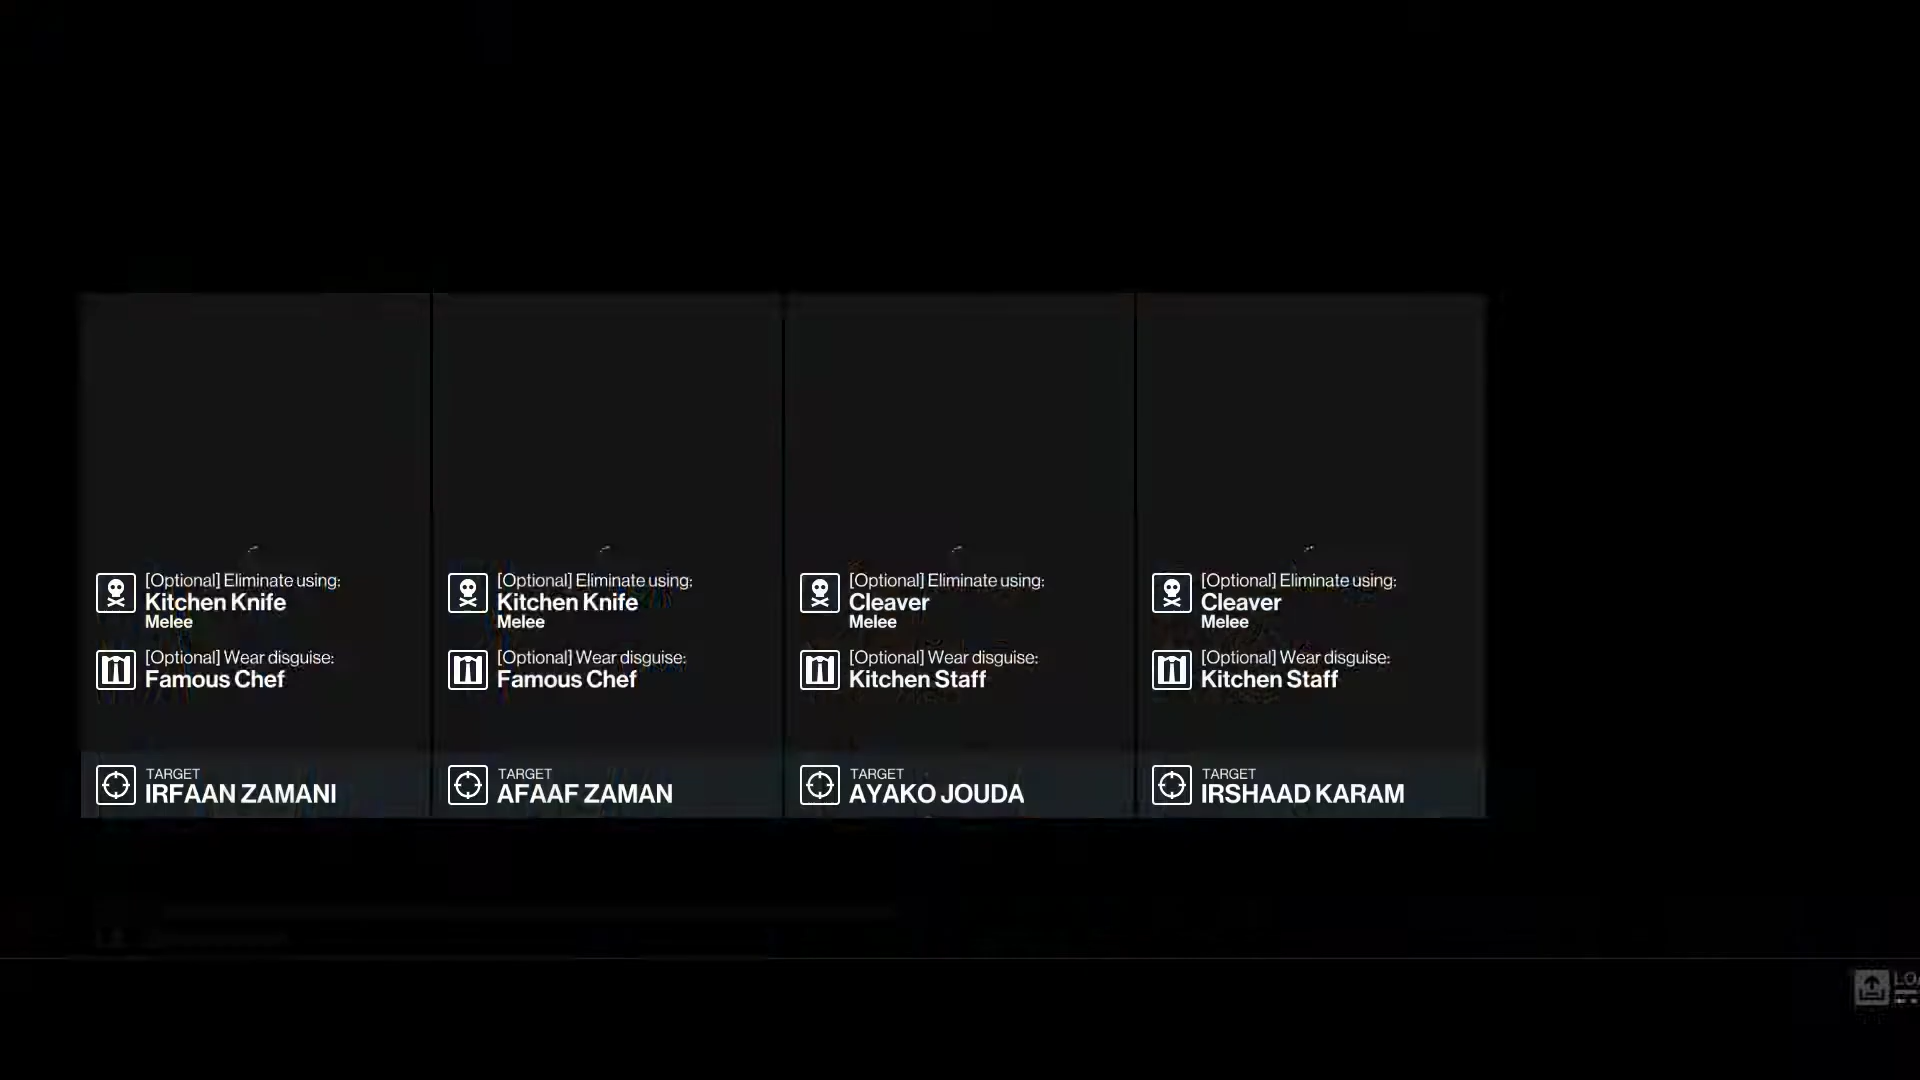 [Optional] Eliminate using:
Kitchen Knife
Melee
[Optional] Wear disguise:
Famous Chef
TARGET
IRFAAN ZAMANI
[Optional] Eliminate using:
Kitchen Knife
Melee
[Optional] Wear disguise:
Famous Chef
TARGET
AFAAF ZAMAN
[Optional] Eliminate using:
Cleaver
Melee
[Optional] Wear disguise:
Kitchen Staff
TARGET
AYAKO JOUDA
[Optional] Eliminate using:
Cleaver
Melee
[Optional] Wear disguise:
Kitchen Staff
TARGET
IRSHAAD KARAM